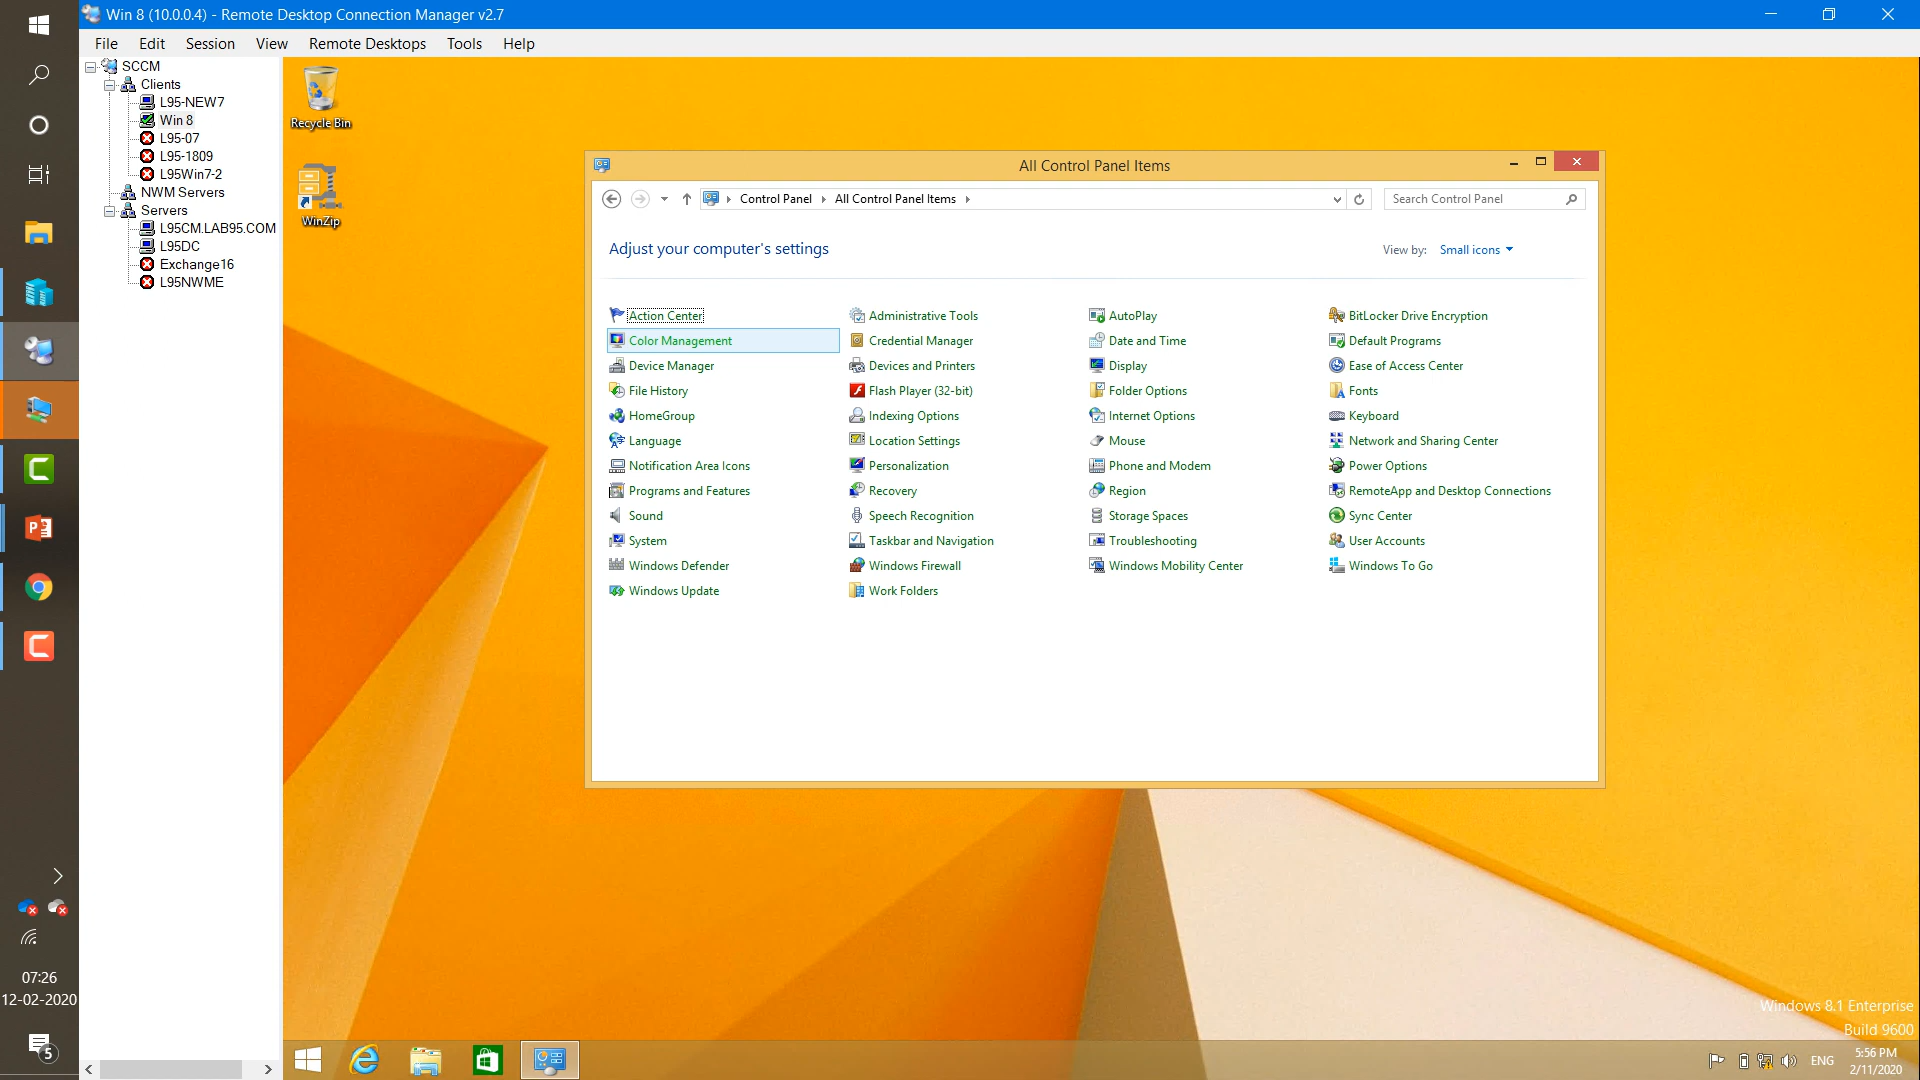 Win 8 (10.0.0.4) - Remote Desktop Connection Manager v2.7
File Edit Session View Remote Desktops Tools Help
SCCM
Clients
L95-NEW7
Win 8
L95-07
L95-1809
L95Win7-2
NWM Servers
Servers
L95CM.LAB95.COM
L95DC
Exchange16
L95NWME
Recycle Bin
WinZip
All Control Panel Items
Control Panel All Control Panel Items
Search Control Panel
Adjust your computer's settings
View by: Small icons
Action Center Administrative Tools AutoPlay BitLocker Drive Encryption
Color Management Credential Manager Date and Time Default Programs
Device Manager Devices and Printers Display Ease of Access Center
File History Flash Player (32-bit) Folder Options Fonts
HomeGroup Indexing Options Internet Options Keyboard
Language Location Settings Mouse Network and Sharing Center
Notification Area Icons Personalization Phone and Modem Power Options
Programs and Features Recovery Region RemoteApp and Desktop Connections
Sound Speech Recognition Storage Spaces Sync Center
System Taskbar and Navigation Troubleshooting User Accounts
Windows Defender Windows Firewall Windows Mobility Center Windows To Go
Windows Update Work Folders
07:26
12-02-2020
5
Windows 8.1 Enterprise
Build 9600
ENG
5:56 PM
2/11/2020